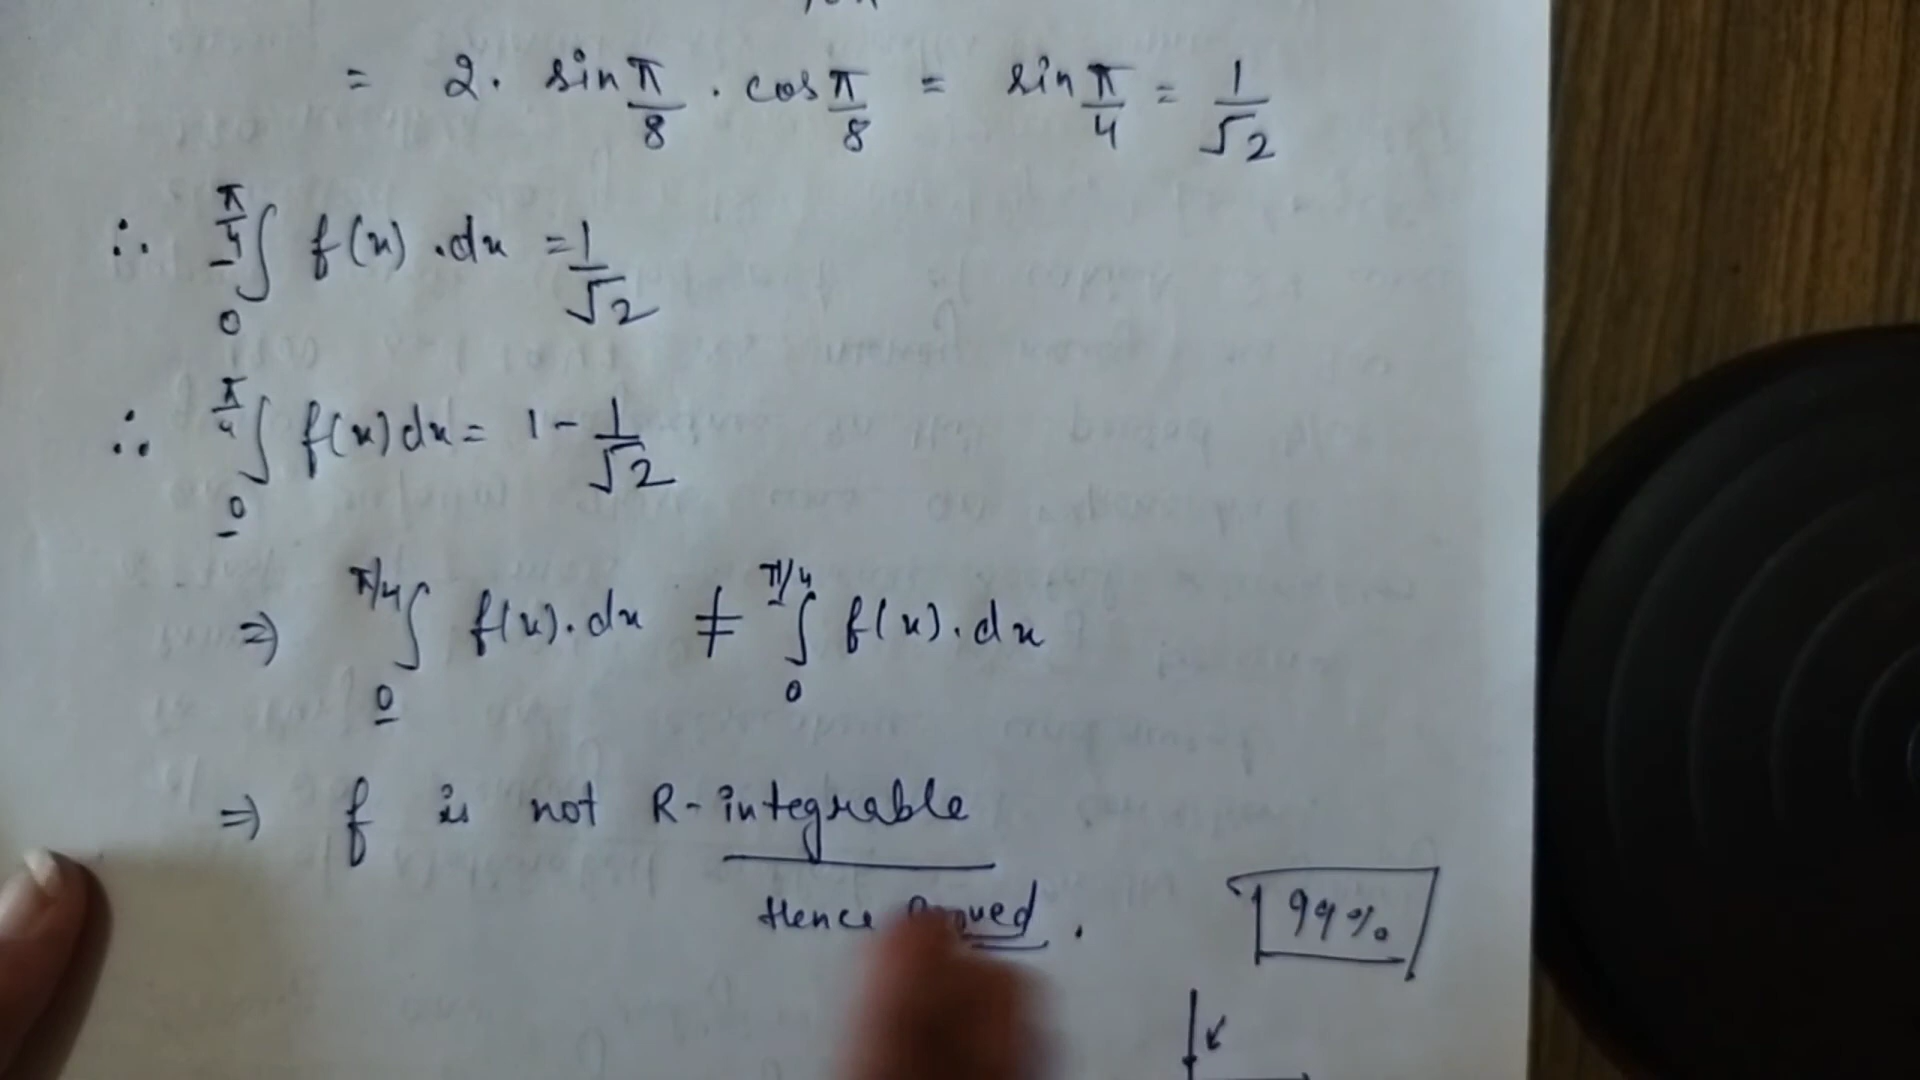 = 2. sin π/8 . cos π/8 = sin π/4 = 1/√2
∴ ∫₀^π/4 f(x) .dx = 1/√2
∴ ∫₀^π/4 f(x)dx = 1 - 1/√2
⇒ ∫₀^π/4 f(x).dx ≠ ∫₀^π/4 f(x).dx
⇒ f is not R-integrable
Hence Proved.
99%